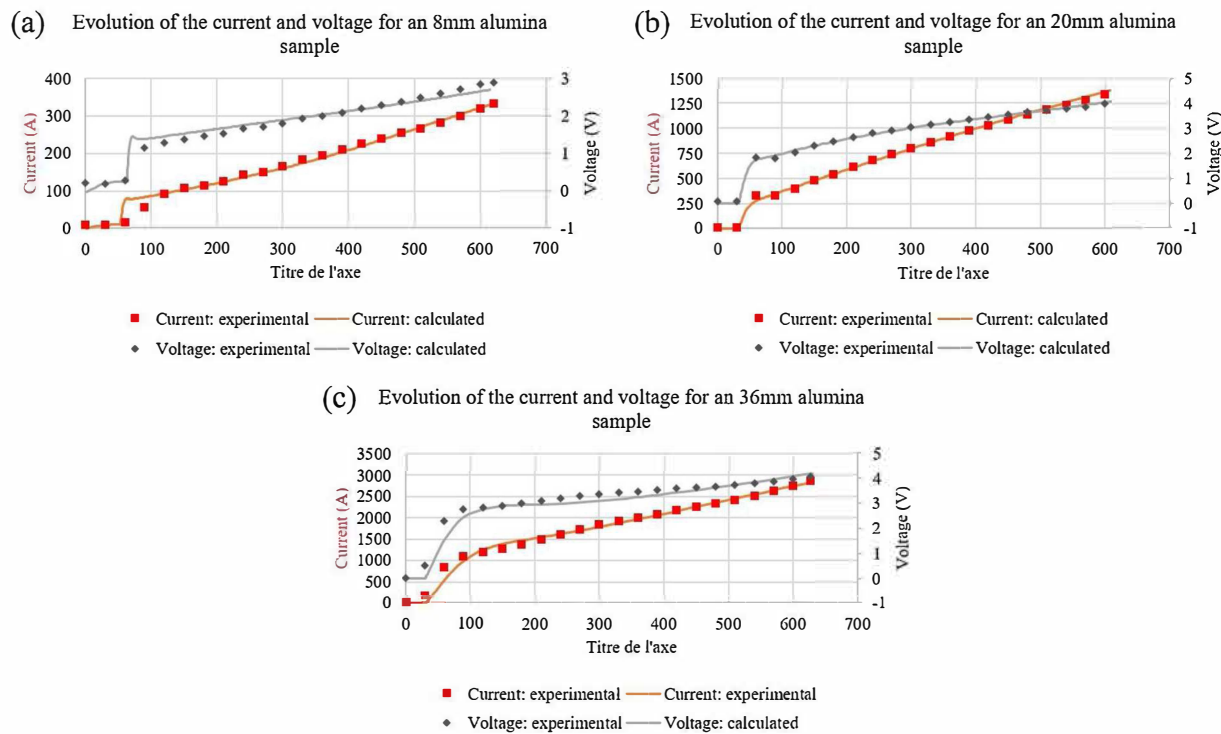 (a) Evolution of the current and voltage for an 8mm alumina
sample
Current (A)
400
300
200
100
0
3
2
1
0
-1
Voltage (V)
0 100 200 300 400 500 600 700
Titre de l'axe
Current: experimental Current: calculated
Voltage: experimental Voltage: calculated
(b) Evolution of the current and voltage for an 20mm alumina
sample
Current (A)
1500
1250
1000
750
500
250
0
5
4
3
2
1
0
-1
Voltage (V)
0 100 200 300 400 500 600 700
Titre de l'axe
Current: experimental Current: calculated
Voltage: experimental Voltage: calculated
(c) Evolution of the current and voltage for an 36mm alumina
sample
Current (A)
3500
3000
2500
2000
1500
1000
500
0
5
4
3
2
1
0
-1
Voltage (V)
0 100 200 300 400 500 600 700
Titre de l'axe
Current: experimental Current: experimental
Voltage: experimental Voltage: calculated